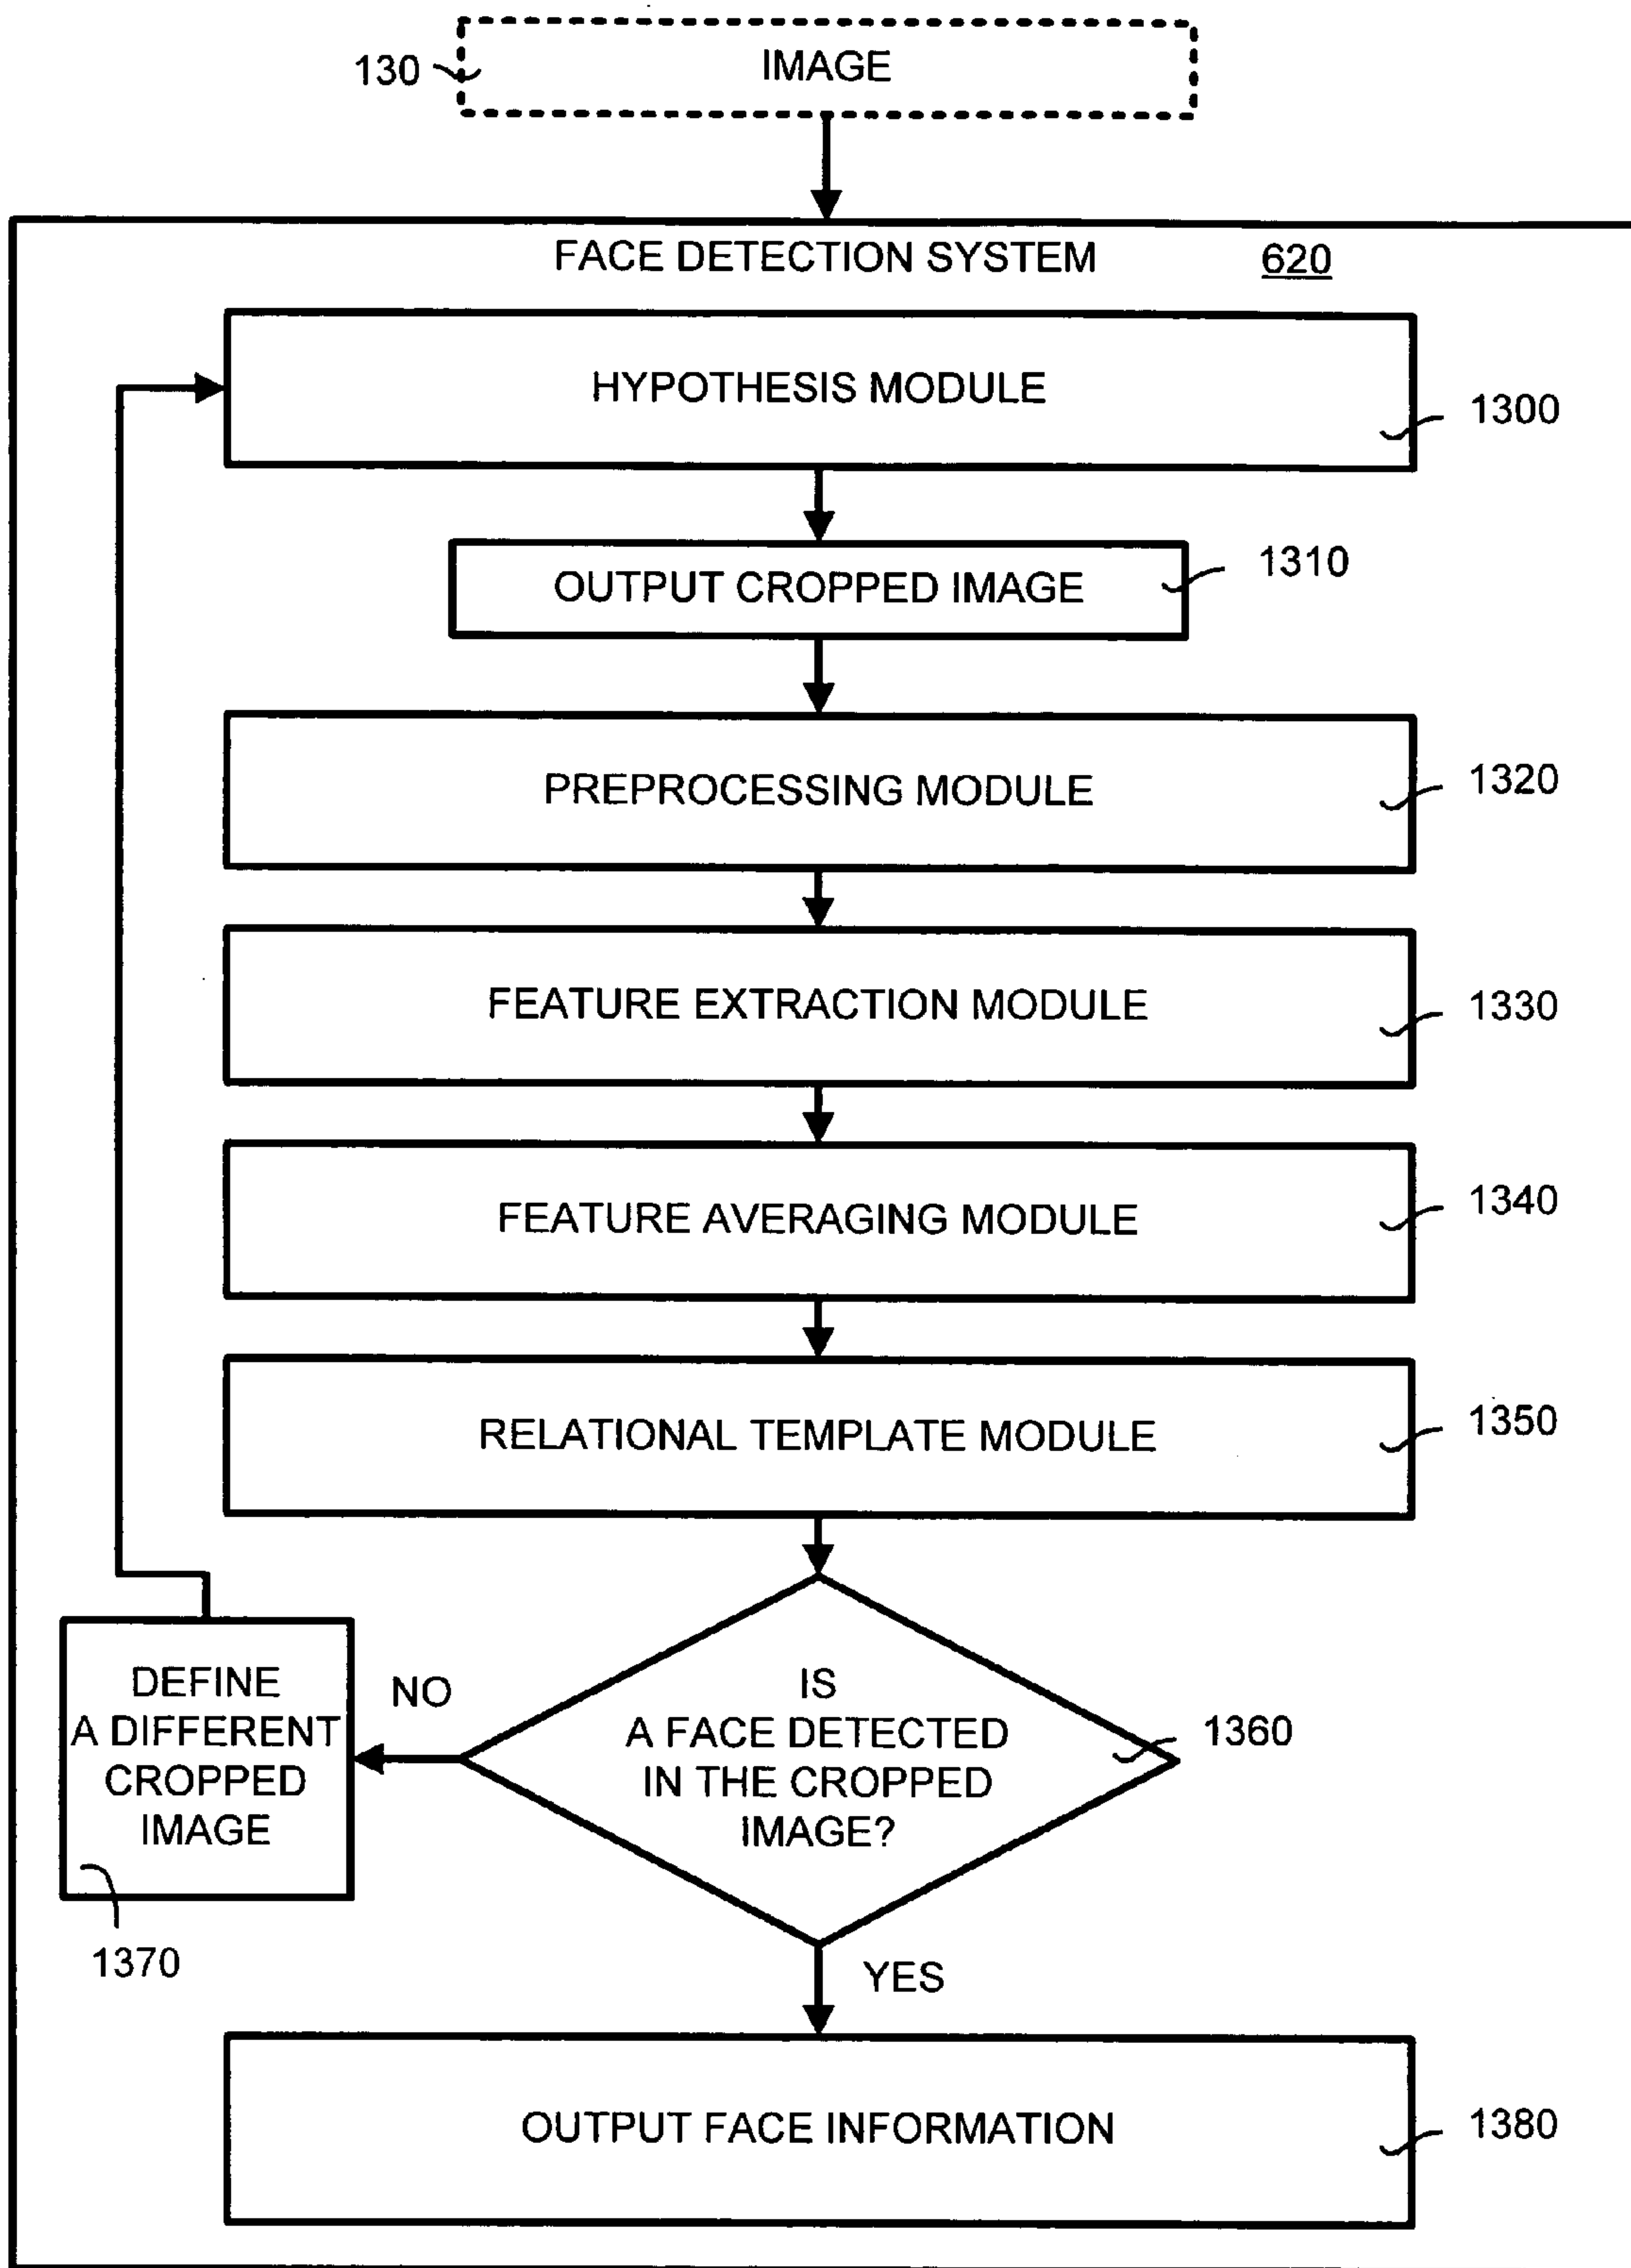 130
IMAGE
FACE DETECTION SYSTEM 620
HYPOTHESIS MODULE
1300
OUTPUT CROPPED IMAGE
1310
PREPROCESSING MODULE
1320
FEATURE EXTRACTION MODULE
1330
FEATURE AVERAGING MODULE
1340
RELATIONAL TEMPLATE MODULE
1350
IS
A FACE DETECTED
IN THE CROPPED
IMAGE?
1360
NO
DEFINE
A DIFFERENT
CROPPED
IMAGE
1370
YES
OUTPUT FACE INFORMATION
1380